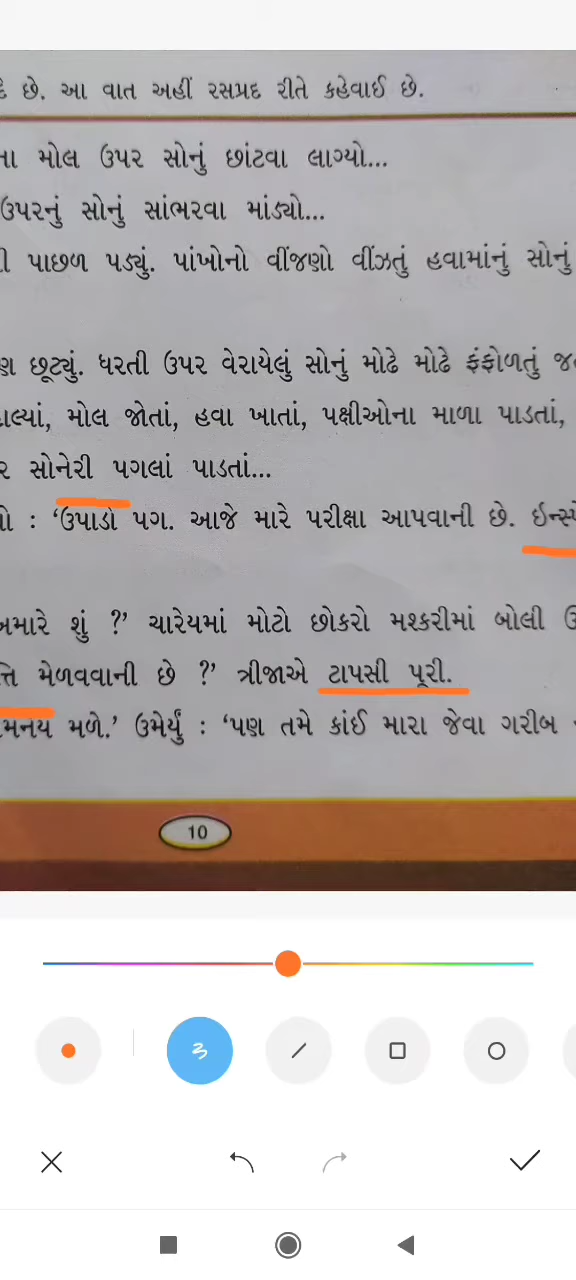 છે. આ વાત અહીં રસપ્રદ રીતે કહેવાઈ છે.
મોલ ઉપર સોનું છાંટવા લાગ્યો...
ઉપરનું સોનું સાંભરવા માંડ્યો...
પાછળ પડ્યું. પાંખોનો વીંજણો વીંઝતું હવામાંનું સોનું
છૂટ્યું. ધરતી ઉપર વેરાયેલું સોનું મોઢે મોઢે ફંફોળતું
મોલ જોતાં, હવા ખાતાં, પક્ષીઓના માળા પાડતાં,
સોનેરી પગલાં પાડતાં...
: ‘ઉપાડો પગ. આજે મારે પરીક્ષા આપવાની છે.
શું ?’ ચારેયમાં મોટો છોકરો મશ્કરીમાં બોલી
મેળવવાની છે ?’ ત્રીજાએ ટાપસી પૂરી.
મળે.’ ઉમેર્યું : ‘પણ તમે કાંઈ મારા જેવા ગરીબ
10